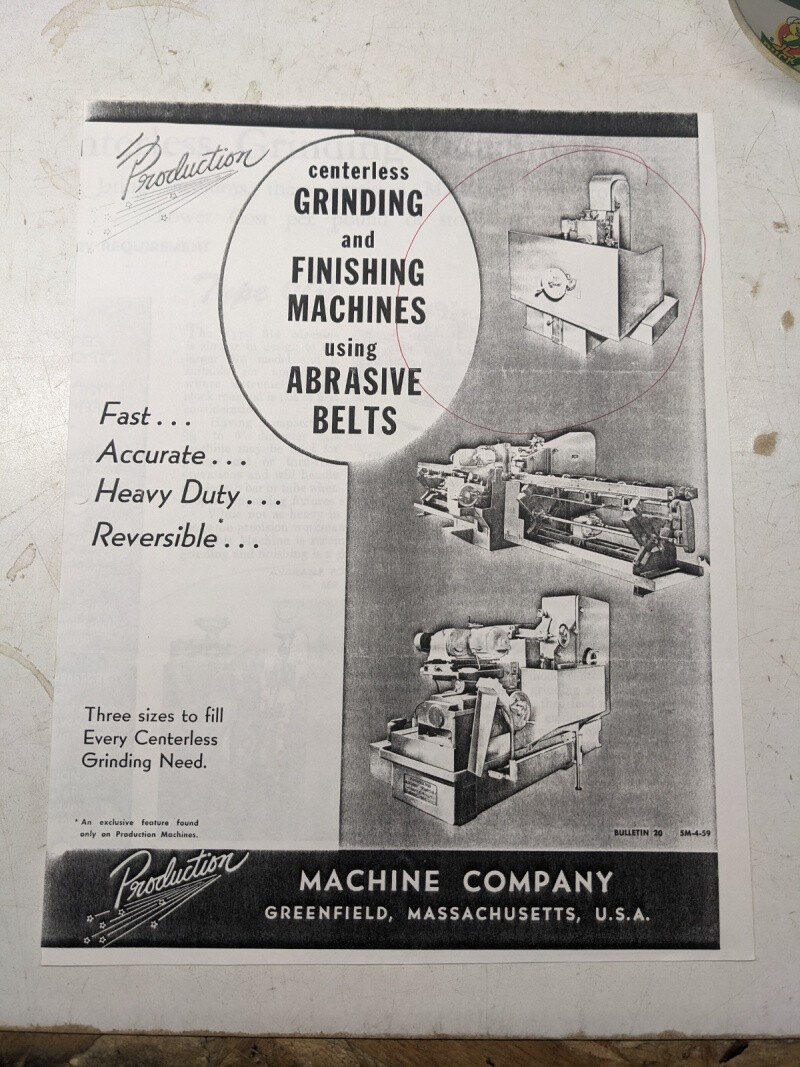 Production
centerless
GRINDING
and
FINISHING
MACHINES
using
ABRASIVE
BELTS
Fast...
Accurate...
Heavy Duty...
Reversible*...
Three sizes to fill
Every Centerless
Grinding Need.
* An exclusive feature found
only on Production Machines.
BULLETIN 20 5M-4-59
Production
MACHINE COMPANY
GREENFIELD, MASSACHUSETTS, U.S.A.